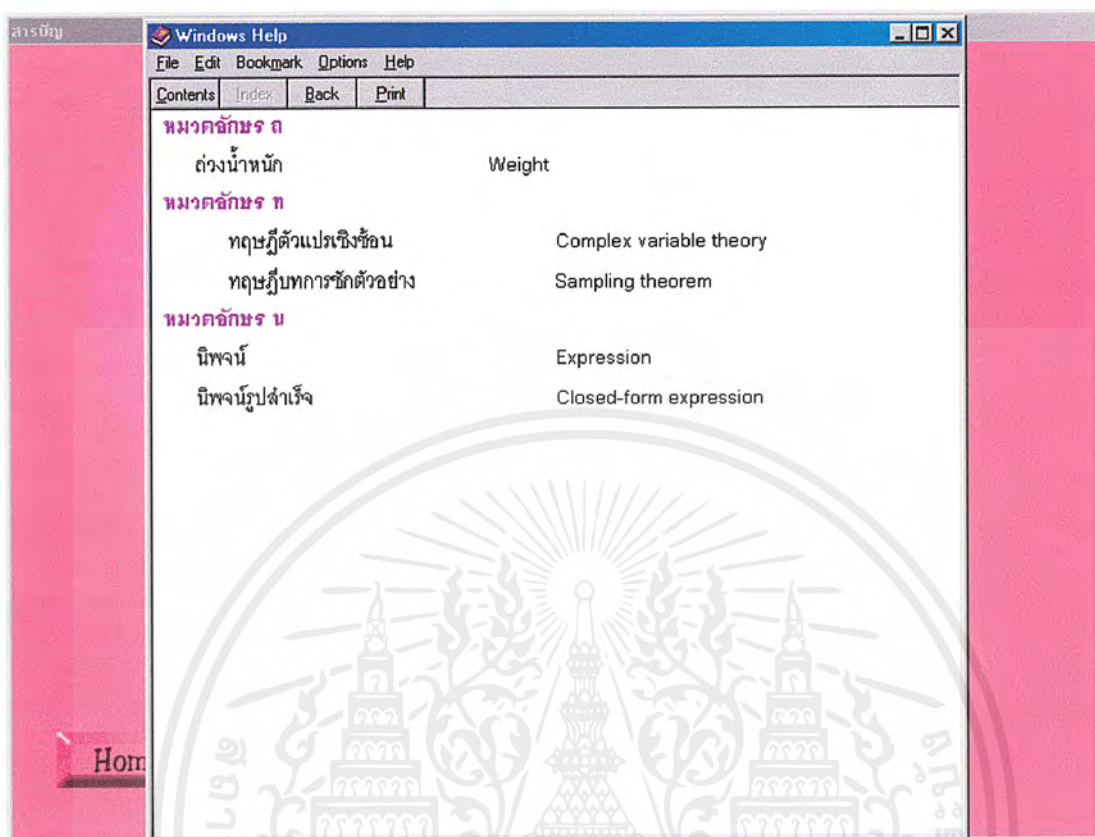 สารบัญ
Windows Help
File Edit Bookmark Options Help
Contents Index Back Print
หมวดอักษร ถ
ถ่วงน้ำหนัก Weight
หมวดอักษร ท
ทฤษฎีตัวแปรเชิงซ้อน Complex variable theory
ทฤษฎีบทการชักตัวอย่าง Sampling theorem
หมวดอักษร น
นิพจน์ Expression
นิพจน์รูปสำเร็จ Closed-form expression
Hom